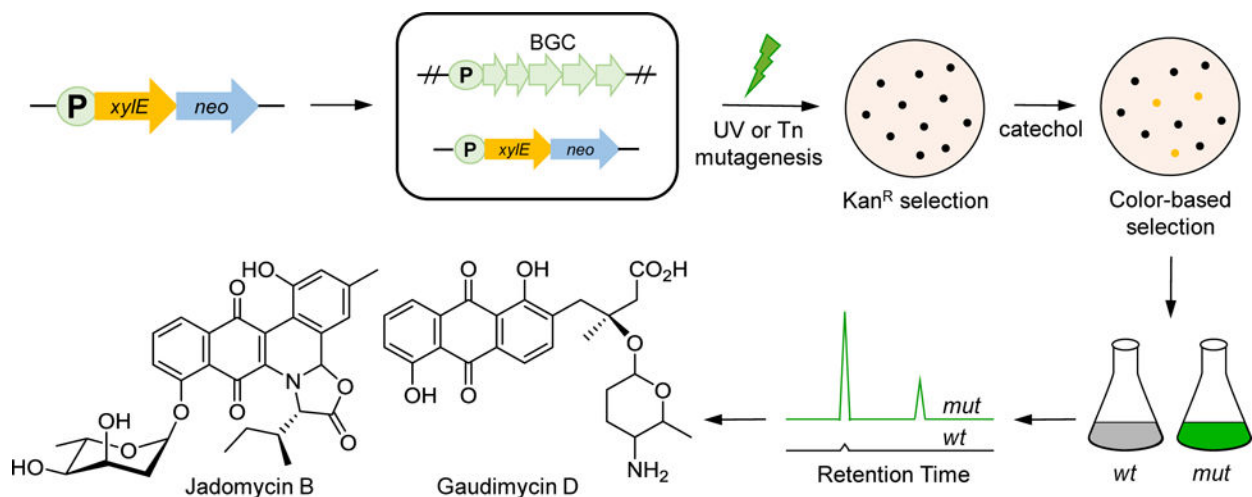 BGC
P
P xylE neo
P xylE neo
UV or Tn
mutagenesis
Kan^R selection
catechol
Color-based
selection
HO
O
O
N
O
O
O
O
OH
HO
Jadomycin B
O
OH
CO₂H
O
OH
O
O
NH₂
Gaudimycin D
mut
wt
Retention Time
wt
mut